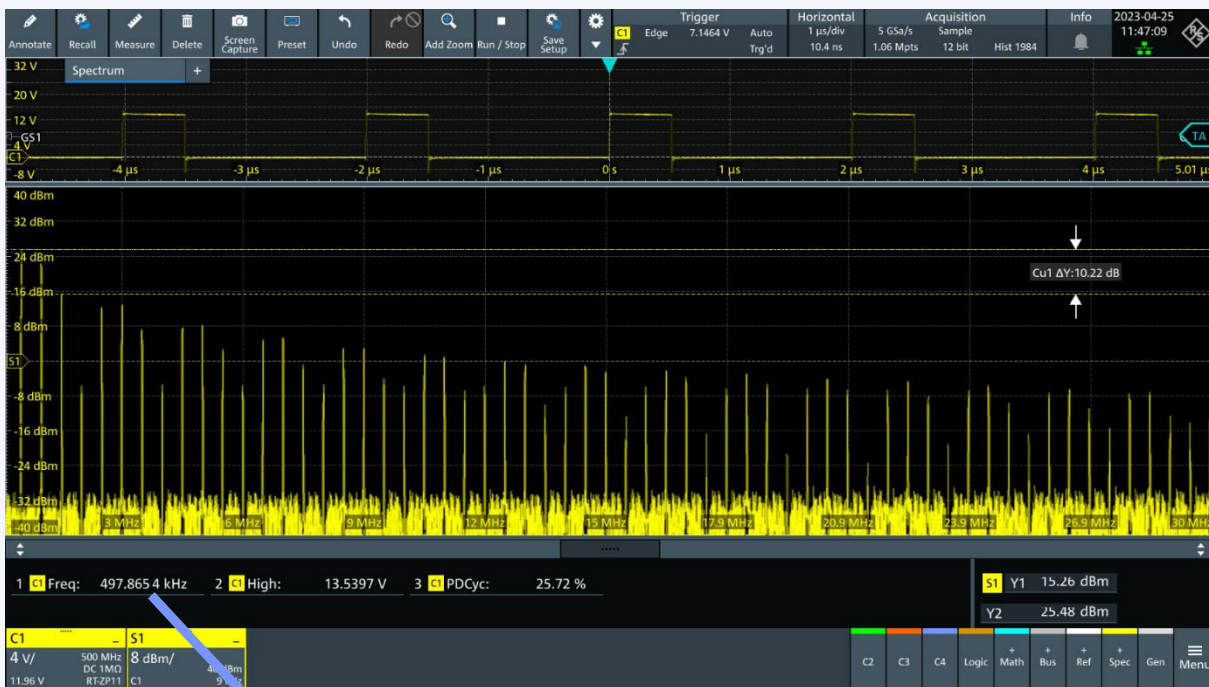 Annotate Recall Measure Delete Screen Capture Preset Undo Redo Add Zoom Run / Stop Save Setup
Trigger
C1 Edge 7.1464 V Auto
Trg'd
Horizontal
1 µs/div
10.4 ns
Acquisition
5 GSa/s Sample
1.06 Mpts 12 bit Hist 1984
Info
2023-04-25
11:47:09
Spectrum +
32 V
20 V
12 V
GS1
4 V
C1
-8 V
TA
-4 µs -3 µs -2 µs -1 µs 0 s 1 µs 2 µs 3 µs 4 µs 5.01 µs
40 dBm
32 dBm
24 dBm
Cu1 ΔY:10.22 dB
16 dBm
8 dBm
S1
-8 dBm
-16 dBm
-24 dBm
-32 dBm
-40 dBm
3 MHz 6 MHz 9 MHz 12 MHz 15 MHz 17.9 MHz 20.9 MHz 23.9 MHz 26.9 MHz 30 MHz
1 C1 Freq: 497.865 4 kHz 2 C1 High: 13.5397 V 3 C1 PDCyc: 25.72 %
S1 Y1 15.26 dBm
Y2 25.48 dBm
C1
4 V/ 500 MHz
DC 1MΩ
11.96 V RT-ZP11
S1
8 dBm/
C1
C2 C3 C4 Logic + Math + Bus + Ref + Spec Gen Menu